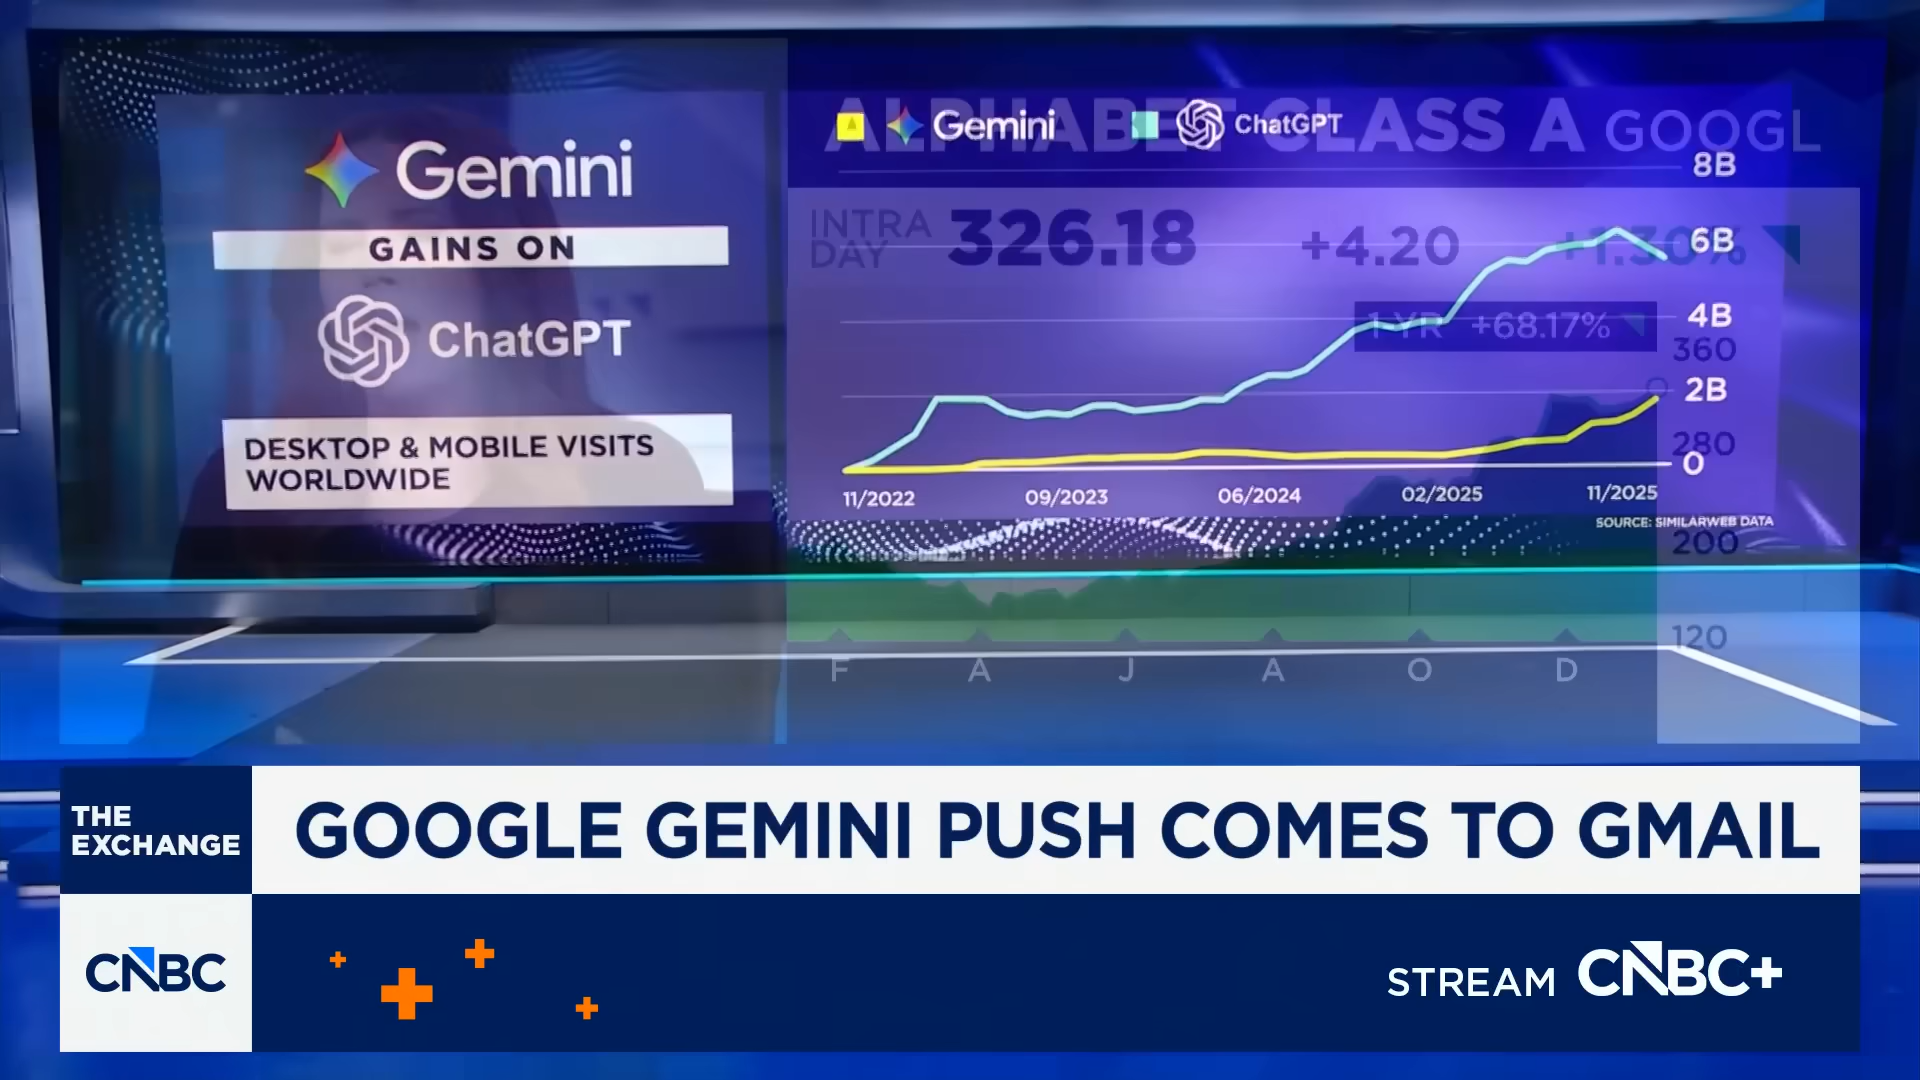 Gemini
GAINS ON
ChatGPT
DESKTOP & MOBILE VISITS
WORLDWIDE
ALPHABET CLASS A GOOGL
Gemini
ChatGPT
8B
INTRA
DAY
326.18
+4.20
+1.30%
6B
1 YR +68.17%
4B
360
2B
280
0
11/2022
09/2023
06/2024
02/2025
11/2025
SOURCE: SIMILARWEB DATA
200
120
F
A
J
A
O
D
THE
EXCHANGE
GOOGLE GEMINI PUSH COMES TO GMAIL
CNBC
STREAM CNBC+